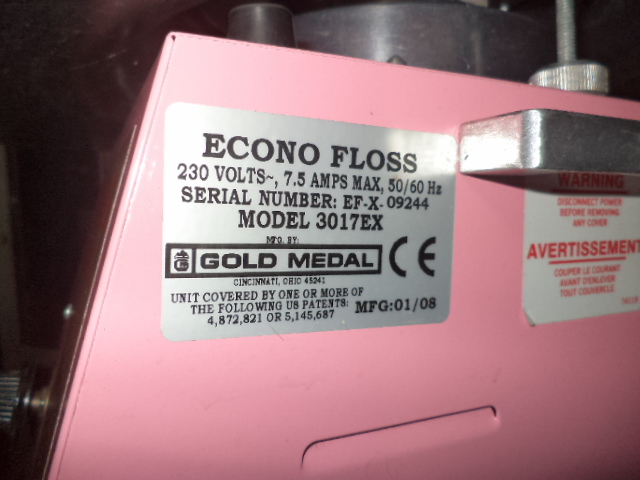 ECONO FLOSS
230 VOLTS~, 7.5 AMPS MAX, 50/60 Hz
SERIAL NUMBER: EF-X-09244
MODEL 3017EX
MFG. BY:
GOLD MEDAL
CE
CINCINNATI, OHIO 45241
UNIT COVERED BY ONE OR MORE OF
THE FOLLOWING US PATENTS:
4,872,821 OR 5,145,687
MFG:01/08
WARNING
DISCONNECT POWER
BEFORE REMOVING
ANY COVER
AVERTISSEMENT
COUPER LE COURANT
AVANT D'ENLEVER
TOUT COUVERCLE